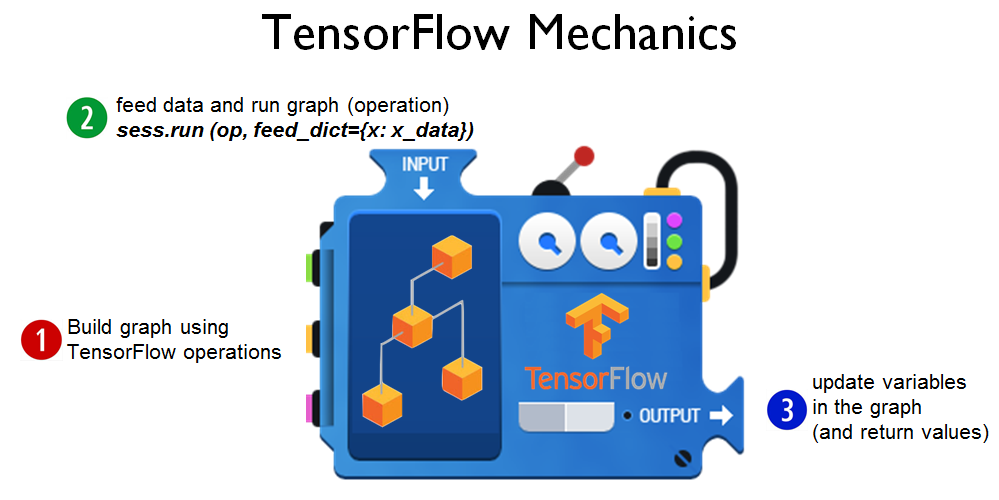 TensorFlow Mechanics
2
feed data and run graph (operation)
sess.run (op, feed_dict={x: x_data})
INPUT
1
Build graph using
TensorFlow operations
TensorFlow
OUTPUT
3
update variables
in the graph
(and return values)